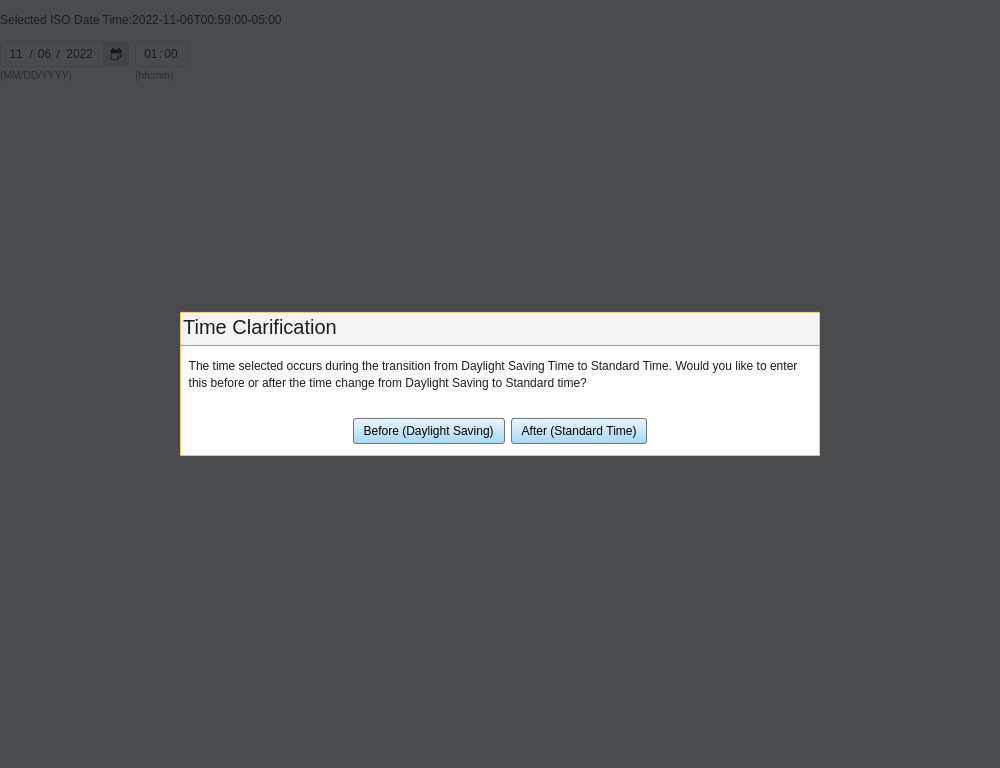 Selected ISO Date Time:2022-11-06T00:59:00-05:00
11 / 06 / 2022 01:00
(MM/DD/YYYY) (hh:mm)
Time Clarification
The time selected occurs during the transition from Daylight Saving Time to Standard Time. Would you like to enter
this before or after the time change from Daylight Saving to Standard time?
Before (Daylight Saving) After (Standard Time)